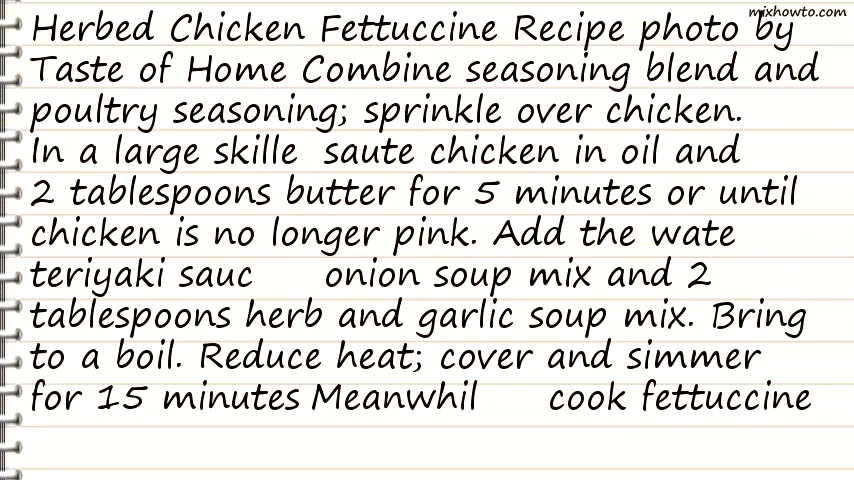 mixhowto.com
Herbed Chicken Fettuccine Recipe photo by
Taste of Home Combine seasoning blend and
poultry seasoning; sprinkle over chicken.
In a large skille saute chicken in oil and
2 tablespoons butter for 5 minutes or until
chicken is no longer pink. Add the wate
teriyaki sauc onion soup mix and 2
tablespoons herb and garlic soup mix. Bring
to a boil. Reduce heat; cover and simmer
for 15 minutes Meanwhil cook fettuccine